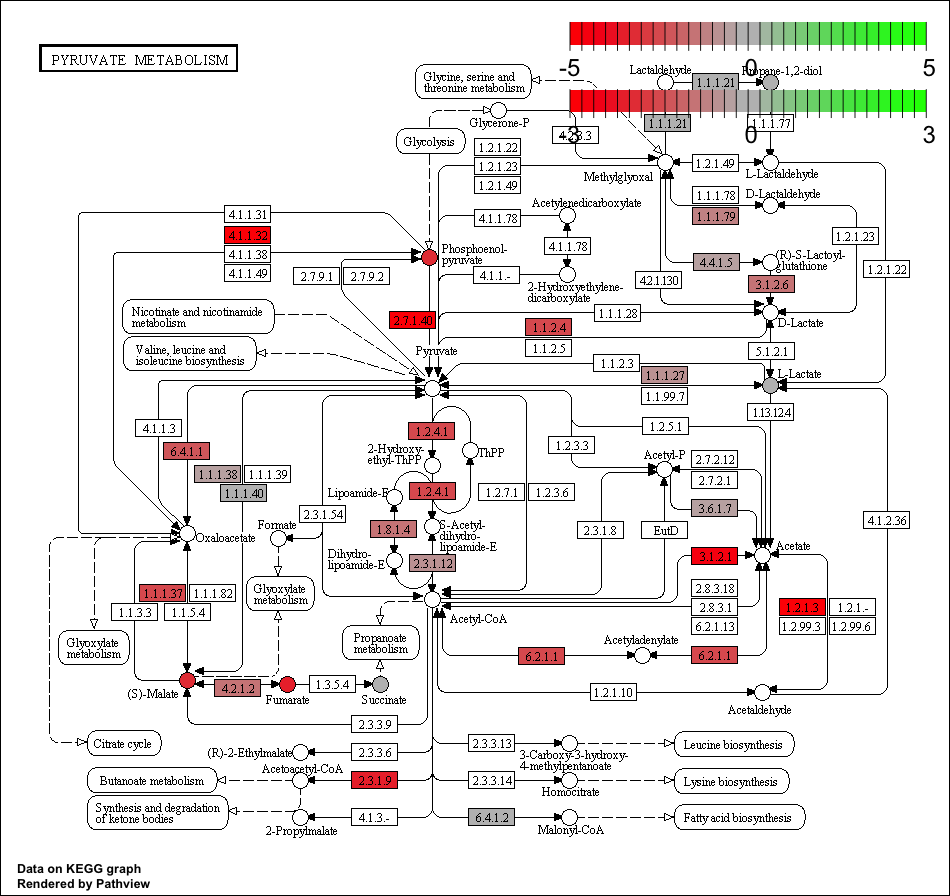 PYRUVATE METABOLISM
-5
0
5
-3
0
3
Glycine, serine and
threonine metabolism
Lactaldehyde
1.1.1.21
Propane-1,2-diol
Glycerone-P
1.1.1.21
1.1.1.77
Glycolysis
4.2.3.3
1.2.1.22
1.2.1.23
1.2.1.49
Methylglyoxal
1.2.1.49
L-Lactaldehyde
1.1.1.78
D-Lactaldehyde
1.1.1.79
Acetylenedicarboxylate
4.1.1.78
4.1.1.31
4.1.1.32
4.1.1.38
4.1.1.49
1.2.1.23
4.1.1.78
Phosphoenol-
pyruvate
2.7.9.1
2.7.9.2
4.1.1.-
4.4.1.5
(R)-S-Lactoyl-
glutathione
1.2.1.22
4.2.1.130
3.1.2.6
2-Hydroxyethylene-
dicarboxylate
Nicotinate and nicotinamide
metabolism
2.7.1.40
1.1.1.28
D-Lactate
1.1.2.4
1.1.2.5
Valine, leucine and
isoleucine biosynthesis
Pyruvate
5.1.2.1
1.1.2.3
1.1.1.27
L-Lactate
1.1.99.7
1.13.12.4
4.1.1.3
1.2.4.1
1.2.5.1
1.2.3.3
6.4.1.1
2-Hydroxy-
ethyl-ThPP
ThPP
Acetyl-P
2.7.2.12
2.7.2.1
1.1.1.38
1.1.1.39
1.1.1.40
Lipoamide-E
1.2.4.1
1.2.7.1
1.2.3.6
3.6.1.7
2.3.1.54
Formate
Oxaloacetate
1.8.1.4
S-Acetyl-
dihydro-
lipoamide-E
2.3.1.8
EutD
4.1.2.36
Dihydro-
lipoamide-E
2.3.1.12
3.1.2.1
Acetate
1.1.1.37
1.1.1.82
Glyoxylate
metabolism
2.8.3.18
2.8.3.1
6.2.1.13
1.2.1.3
1.2.1.-
1.2.99.3
1.2.99.6
1.1.3.3
1.1.5.4
Acetyl-CoA
Glyoxylate
metabolism
Propanoate
metabolism
Acetyladenylate
6.2.1.1
6.2.1.1
(S)-Malate
4.2.1.2
Fumarate
1.3.5.4
Succinate
1.2.1.10
Acetaldehyde
2.3.3.9
Citrate cycle
(R)-2-Ethylmalate
2.3.3.6
2.3.3.13
3-Carboxy-3-hydroxy-
4-methylpentanoate
Leucine biosynthesis
Butanoate metabolism
Acetoacetyl-CoA
2.3.1.9
2.3.3.14
Homocitrate
Lysine biosynthesis
Synthesis and degradation
of ketone bodies
2-Propylmalate
4.1.3.-
6.4.1.2
Malonyl-CoA
Fatty acid biosynthesis
Data on KEGG graph
Rendered by Pathview